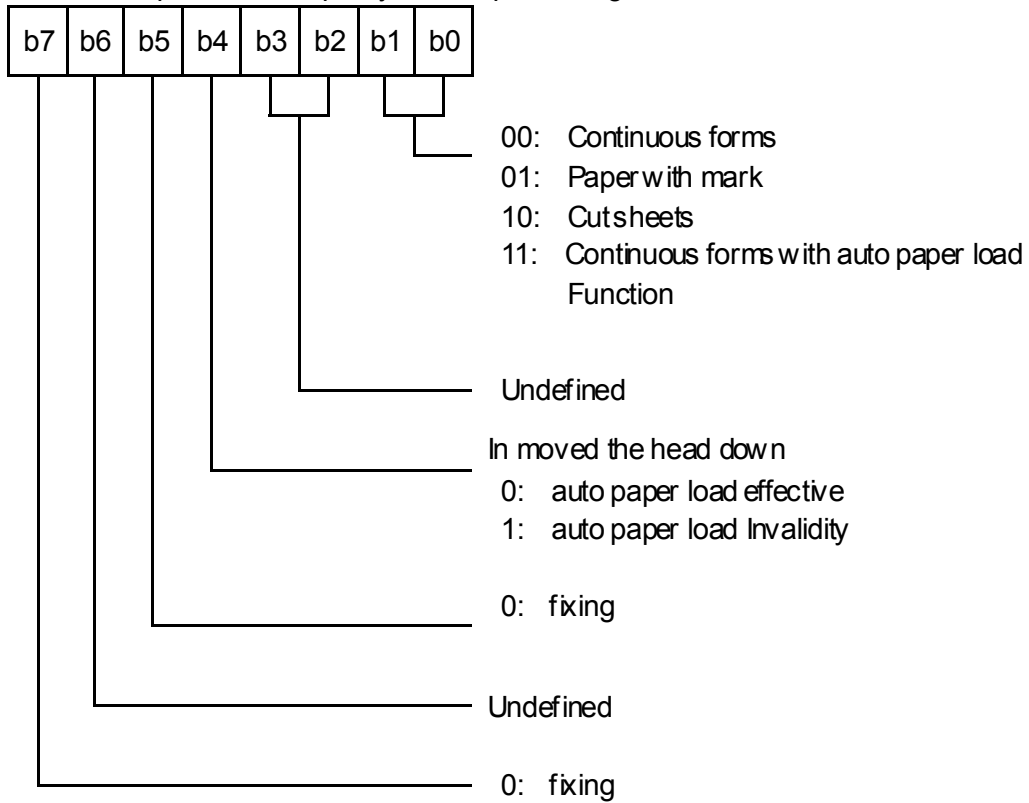 b7 b6 b5 b4 b3 b2 b1 b0
00: Continuous forms
01: Paper with mark
10: Cut sheets
11: Continuous forms with auto paper load
Function
Undefined
In moved the head down
0: auto paper load effective
1: auto paper load Invalidity
0: fixing
Undefined
0: fixing